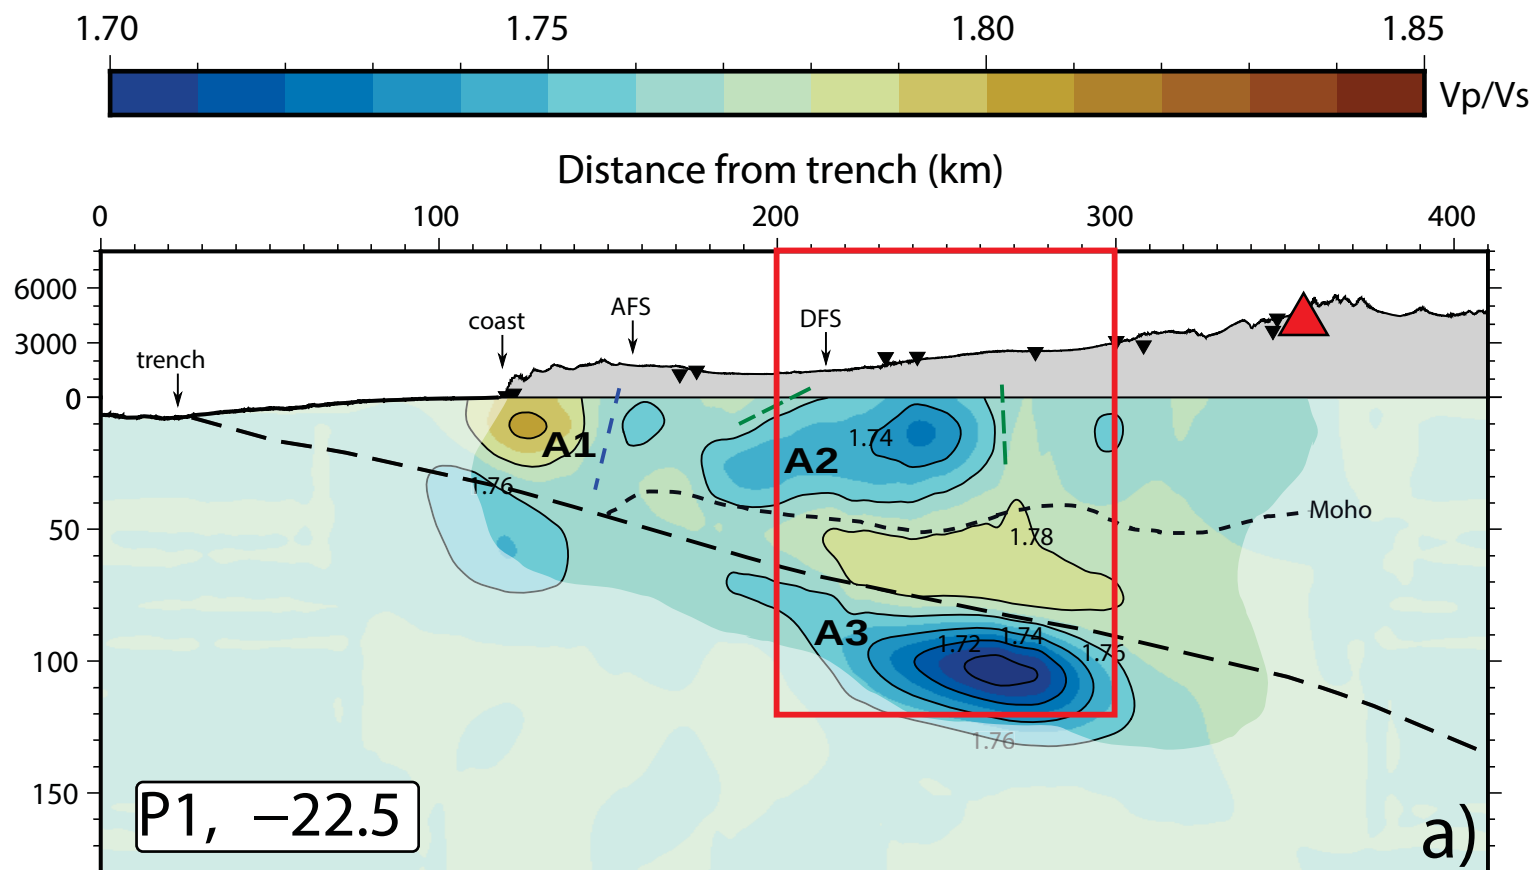 1.70 1.75 1.80 1.85
Vp/Vs
Distance from trench (km)
0 100 200 300 400
6000
3000
0
50
100
150
trench
coast
AFS
DFS
A1
A2
A3
1.74
1.76
Moho
1.78
1.72
1.74
1.76
1.76
P1, −22.5
a)